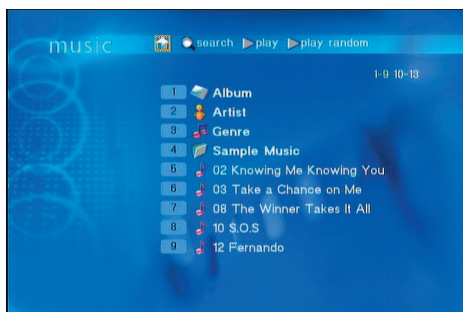 music search play play random
1-9 10-13
1 Album
2 Artist
3 Genre
4 Sample Music
5 02 Knowing Me Knowing You
6 03 Take a Chance on Me
7 08 The Winner Takes It All
8 10 S.O.S
9 12 Fernando